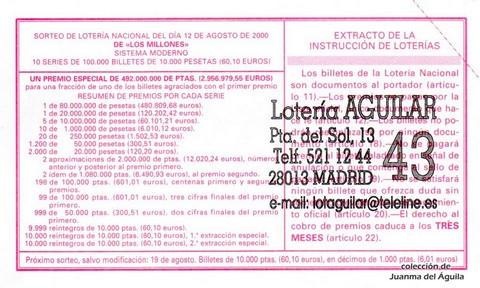 SORTEO DE LOTERÍA NACIONAL DEL DÍA 12 DE AGOSTO DE 2000
DE «LOS MILLONES»
SISTEMA MODERNO
10 SERIES DE 100.000 BILLETES DE 10.000 PESETAS (60,10 EUROS)
UN PREMIO ESPECIAL DE 492.000.000 DE PTAS. (2.956.979,55 EUROS)
para una fracción de uno de los billetes agraciados con el primer premio
RESUMEN DE PREMIOS POR CADA SERIE
1 de 80.000.000 de pesetas (480.809,68 euros).
1 de 20.000.000 de pesetas (120.202,42 euros).
1 de 10.000.000 de pesetas (60.101,21 euros).
10 de 1.000.000 de pesetas (6.010,12 euros).
20 de 250.000 pesetas (1.502,53 euros).
1.200 de 50.000 pesetas (300,51 euros).
2.000 de 20.000 pesetas (120,20 euros).
2 aproximaciones de 2.000.000 de ptas. (12.020,24 euros), número
anterior y posterior al premio primero.
2 idem de 1.080.000 ptas. (6.490,93 euros), al premio segundo.
198 de 100.000 ptas. (601,01 euros), centenas primero y segundo
premios.
99 de 100.000 ptas. (601,01 euros), tres cifras finales del premio
primero.
999 de 50.000 ptas. (300,51 euros), dos cifras finales del premio
primero.
9.999 reintegros de 10.000 ptas. (60,10 euros).
10.000 reintegros de 10.000 ptas. (60,10 euros), 1.ª extracción especial.
10.000 reintegros de 10.000 ptas. (60,10 euros), 2.ª extracción especial.
Próximo sorteo, salvo modificación: 19 de agosto. Billetes de 10.000 ptas. (60,10 euros), en décimos de 1.000 ptas. (6,01 euros)
EXTRACTO DE LA
INSTRUCCIÓN DE LOTERÍAS
Los billetes de la Lotería Nacional
son documentos al portador (artícu-
lo 11).
Lotería AGUILAR
Pta. del Sol, 13
Teléf. 521 12 44
28013 MADRID
43
e-mail: lotaguilar@teleline.es
ningún billete que ofrezca duda sin
oficial (artículo 20).—El derecho al
cobro de premios caduca a los TRES
MESES (artículo 22).
colección de
Juanma del Águila